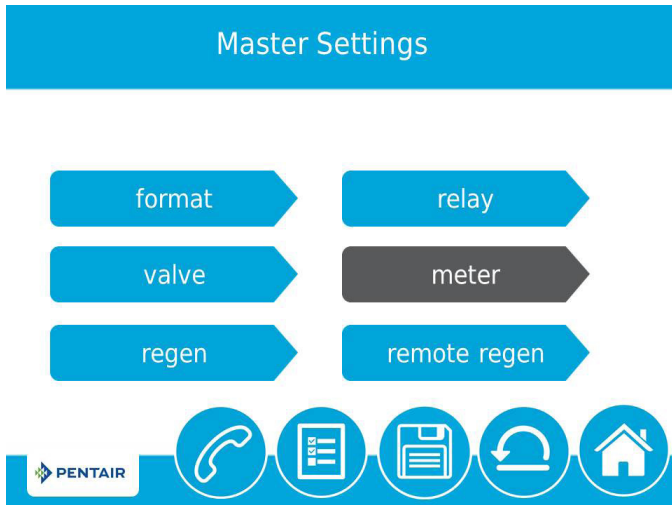 Master Settings
format
relay
valve
meter
regen
remote regen
PENTAIR